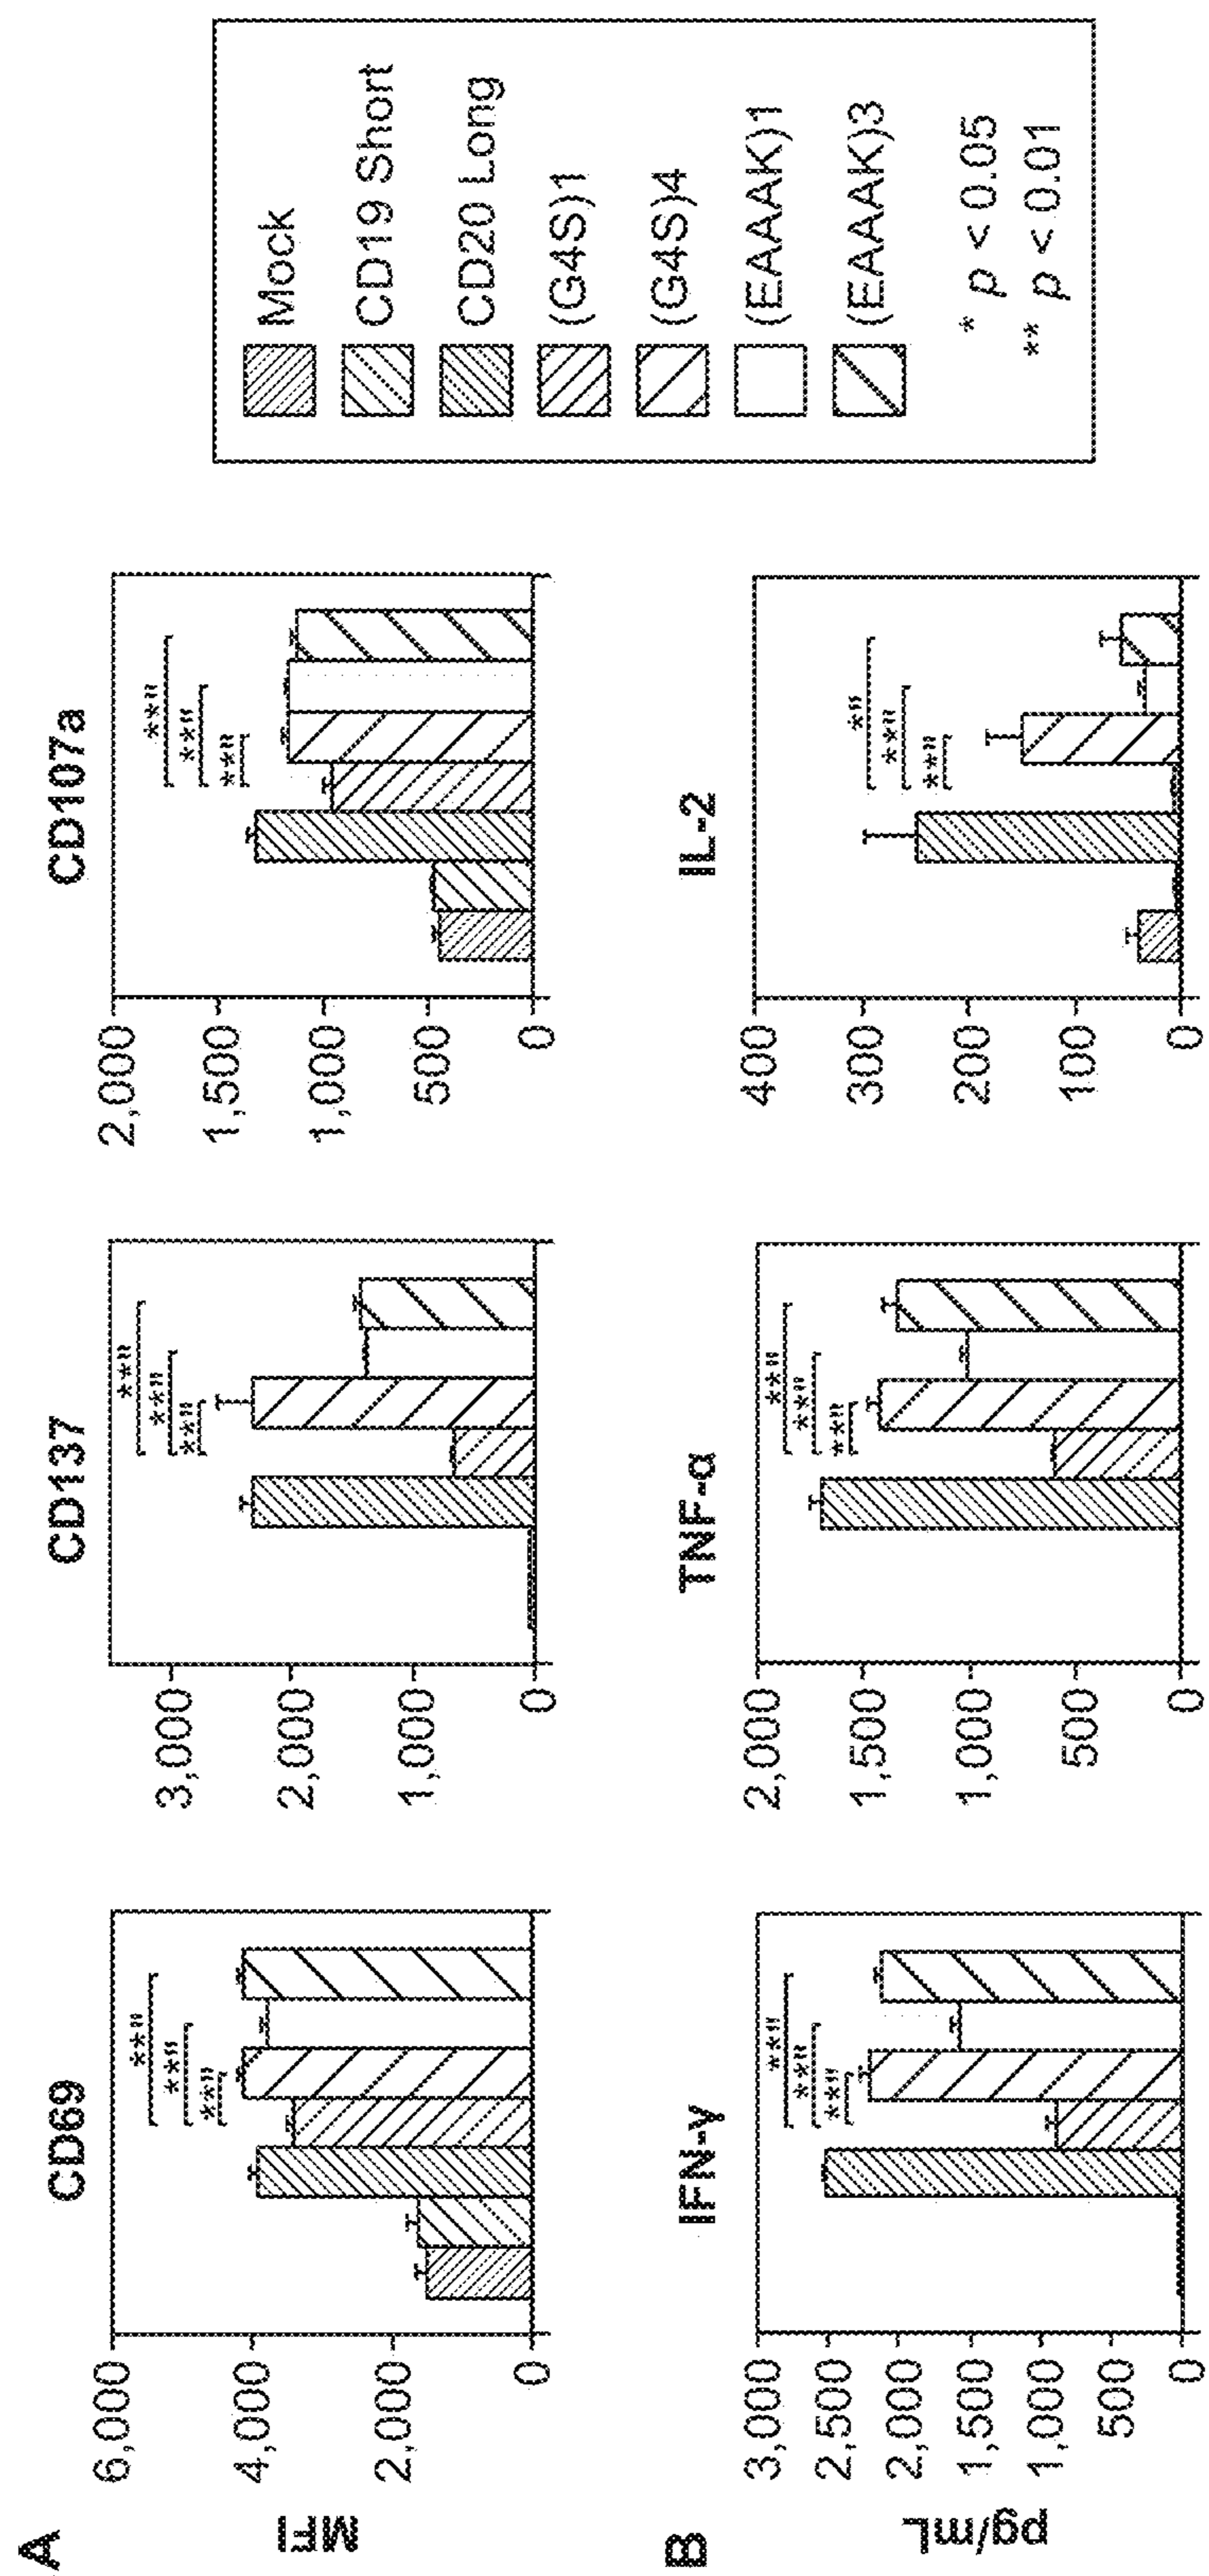 A
CD69
CD137
CD107a
MFI
6,000
4,000
2,000
0
3,000
2,000
1,000
0
2,000
1,500
1,000
500
0
**"
**"
**"
**"
**"
**"
**"
**"
**"
B
IFN-γ
TNF-α
IL-2
pg/mL
3,000
2,500
2,000
1,500
1,000
500
0
2,000
1,500
1,000
500
0
400
300
200
100
0
**"
**"
**"
**"
**"
**"
*"
**"
**"
Mock
CD19 Short
CD20 Long
(G4S)1
(G4S)4
(EAAAK)1
(EAAAK)3
* p < 0.05
** p < 0.01